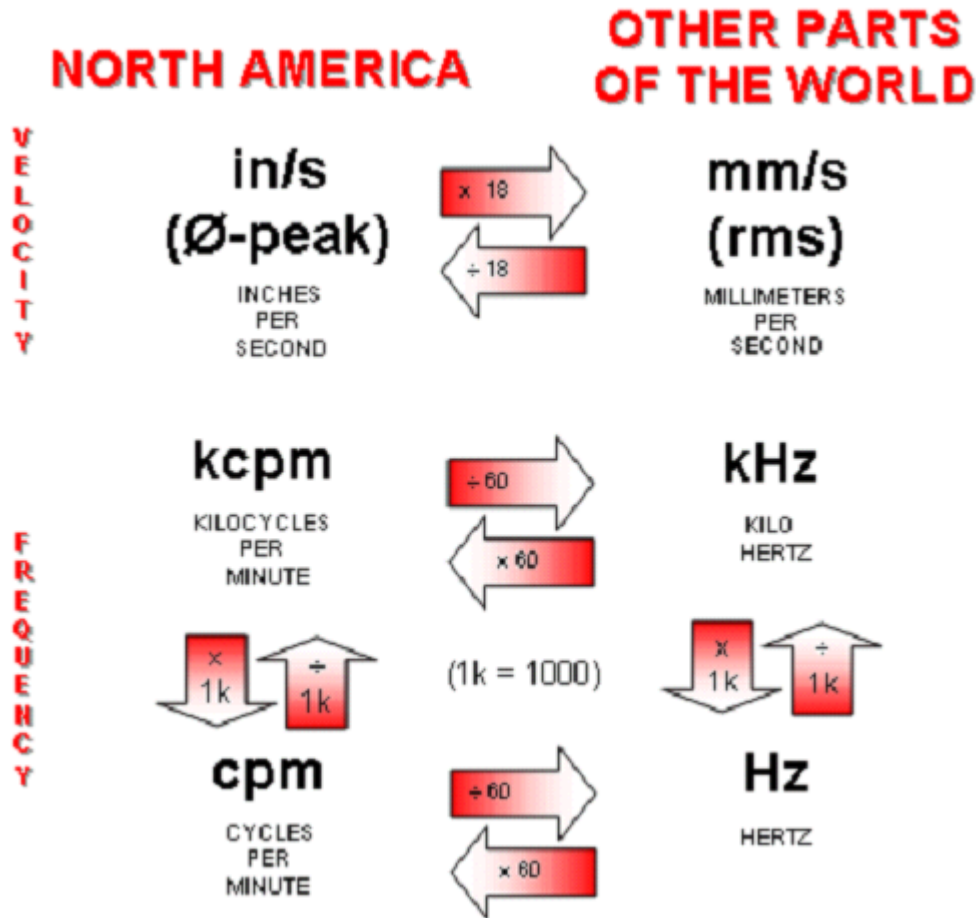 NORTH AMERICA
OTHER PARTS
OF THE WORLD
VELOCITY
in/s
(Ø-peak)
INCHES
PER
SECOND
x 18
÷ 18
mm/s
(rms)
MILLIMETERS
PER
SECOND
FREQUENCY
kcpm
KILOCYCLES
PER
MINUTE
÷ 60
x 60
kHz
KILO
HERTZ
x
1k
÷
1k
(1k = 1000)
x
1k
÷
1k
cpm
CYCLES
PER
MINUTE
÷ 60
x 60
Hz
HERTZ